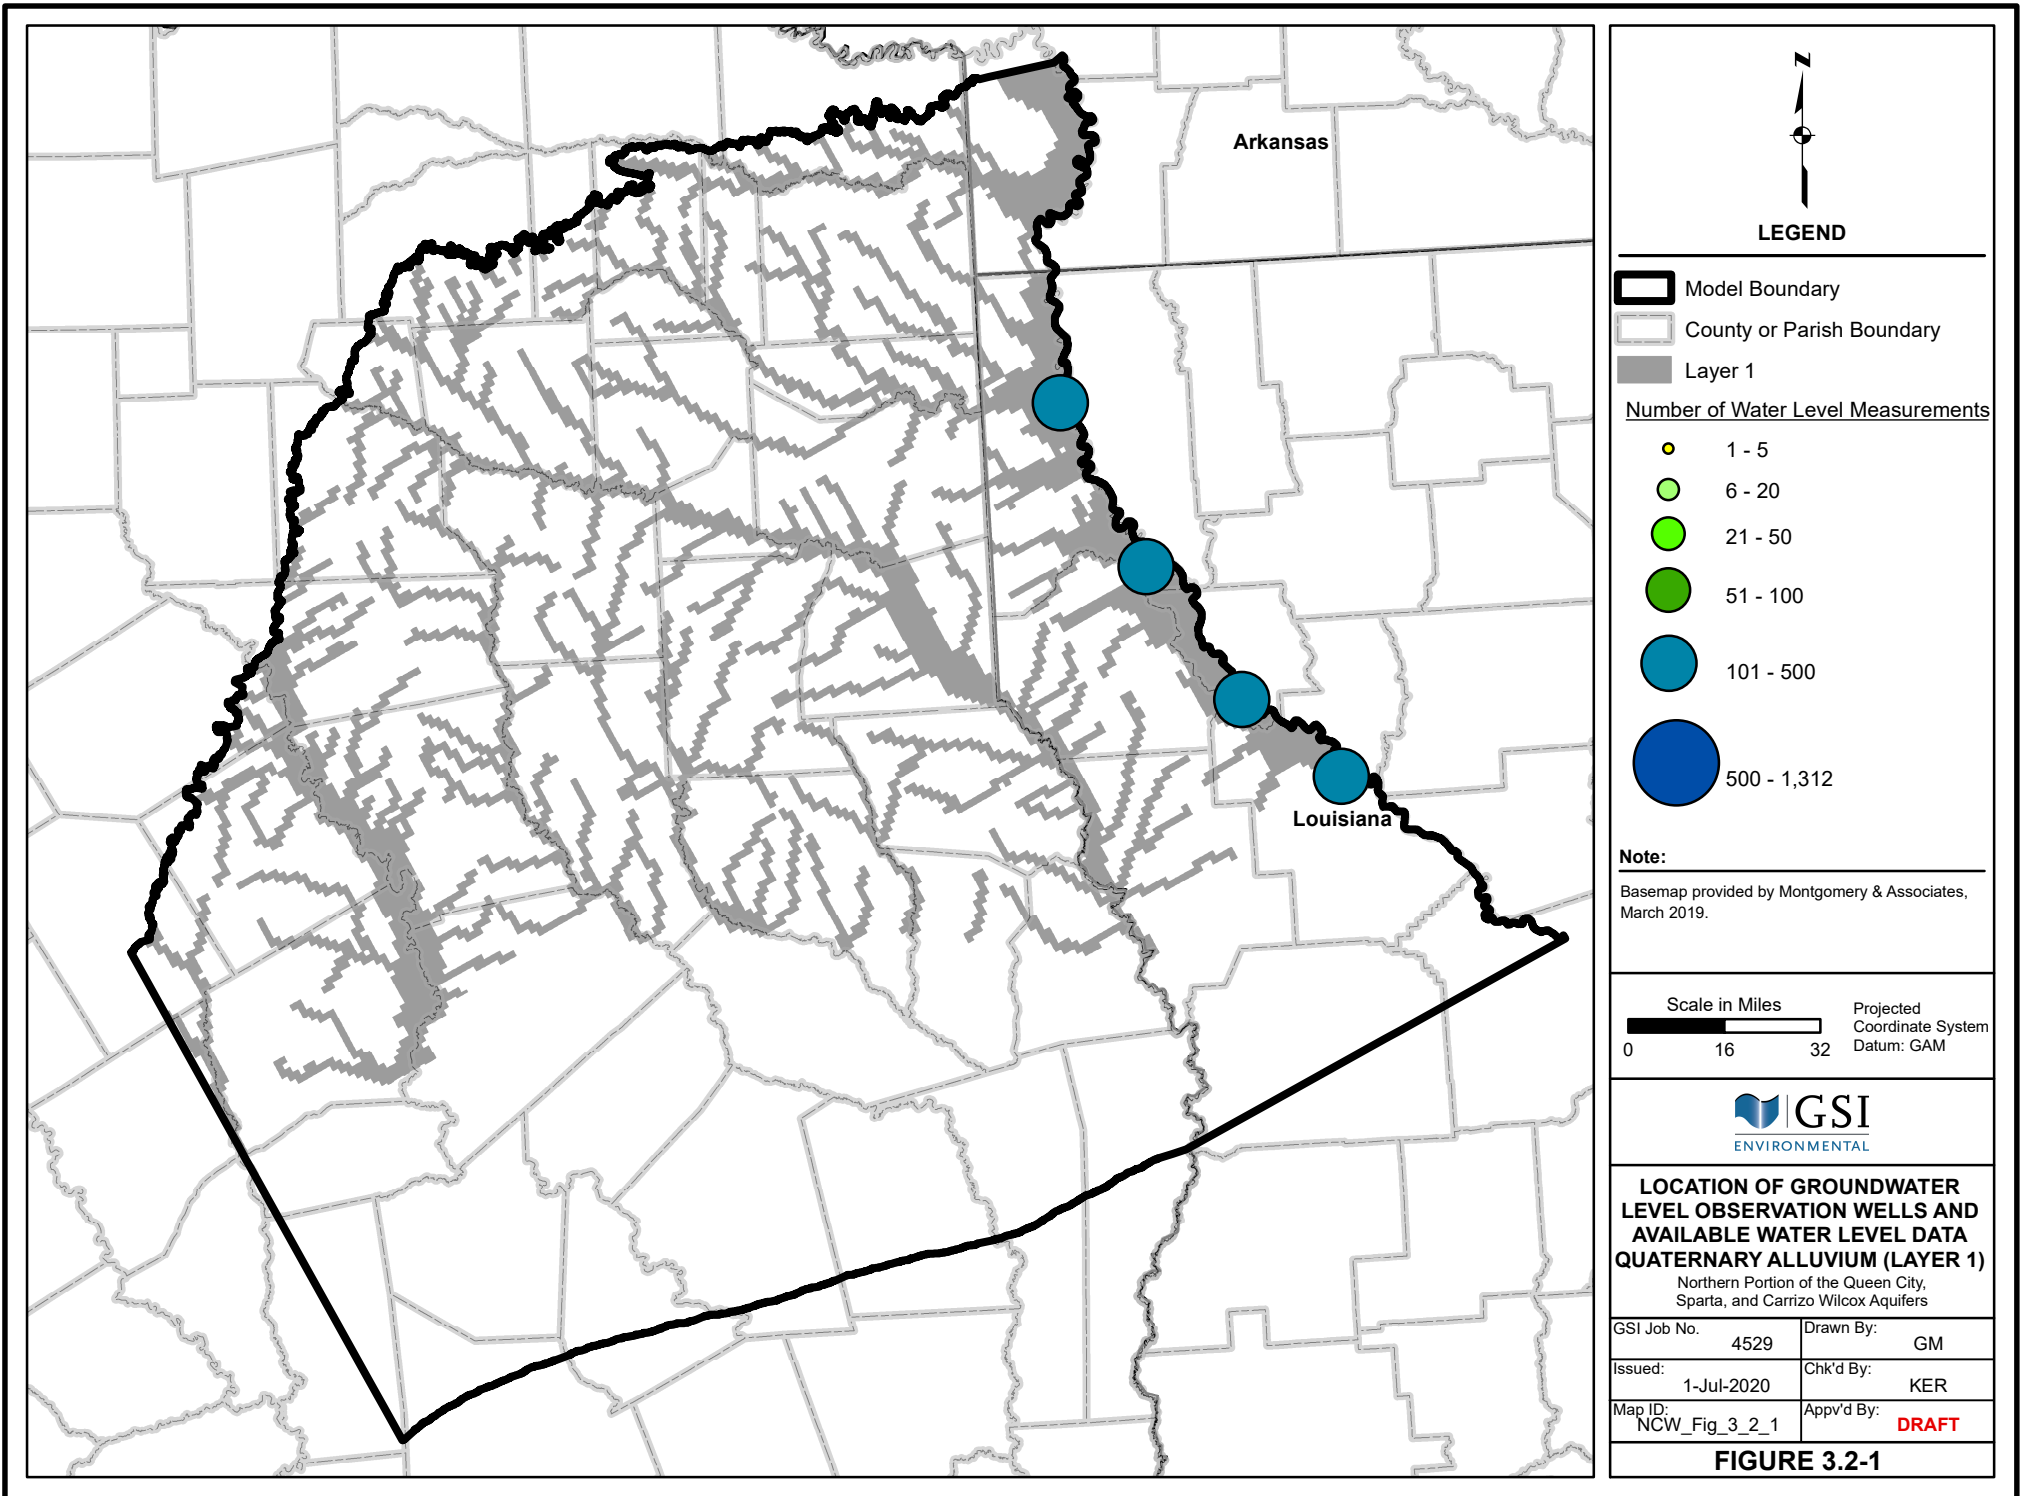 Arkansas
Louisiana
N
LEGEND
Model Boundary
County or Parish Boundary
Layer 1
Number of Water Level Measurements
1 - 5
6 - 20
21 - 50
51 - 100
101 - 500
500 - 1,312
Note:
Basemap provided by Montgomery & Associates,
March 2019.
Scale in Miles
0 16 32
Projected
Coordinate System
Datum: GAM
GSI
ENVIRONMENTAL
LOCATION OF GROUNDWATER
LEVEL OBSERVATION WELLS AND
AVAILABLE WATER LEVEL DATA
QUATERNARY ALLUVIUM (LAYER 1)
Northern Portion of the Queen City,
Sparta, and Carrizo Wilcox Aquifers
GSI Job No. 4529
Drawn By: GM
Issued: 1-Jul-2020
Chk'd By: KER
Map ID: NCW_Fig_3_2_1
Appv'd By: DRAFT
FIGURE 3.2-1